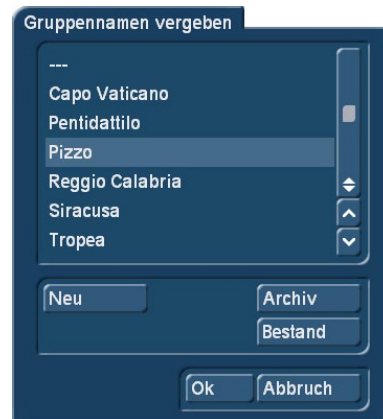 Gruppennamen vergeben
---
Capo Vaticano
Pentidattilo
Pizzo
Reggio Calabria
Siracusa
Tropea
Neu
Archiv
Bestand
Ok
Abbruch